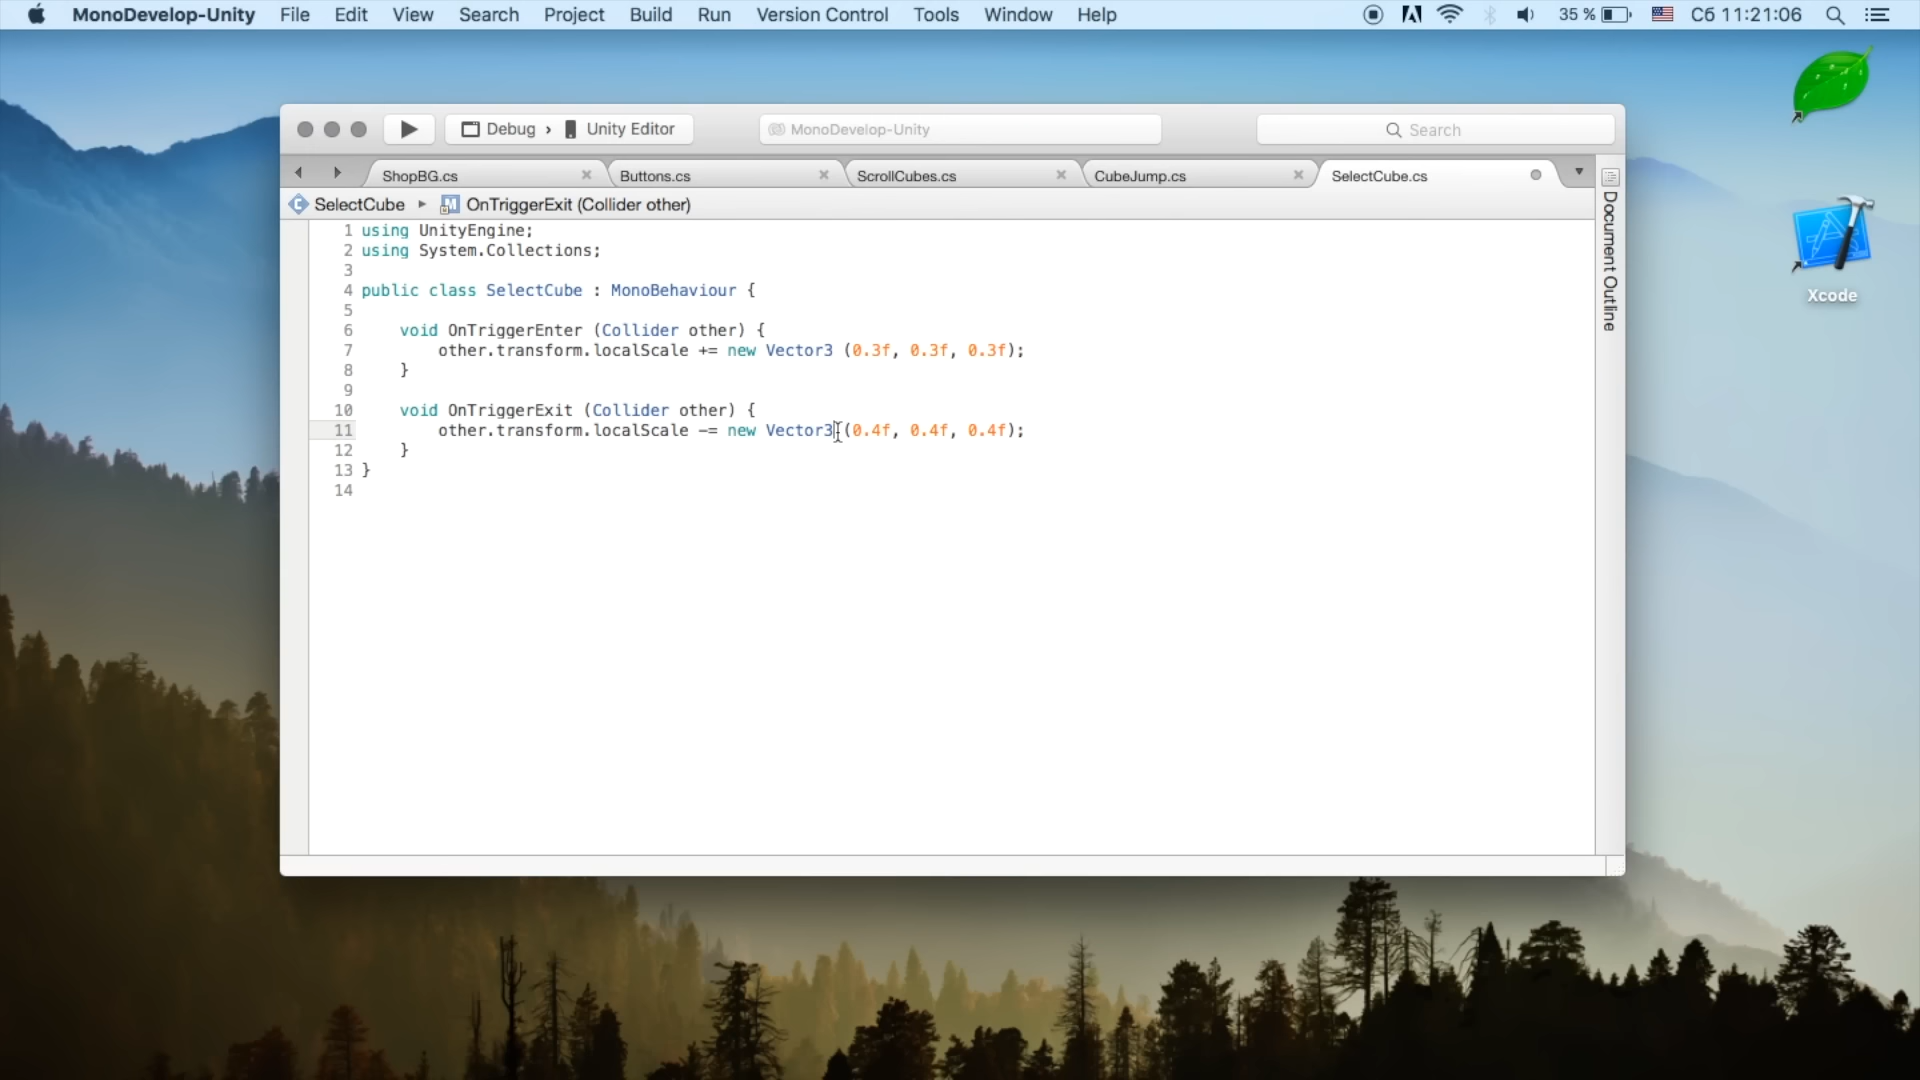 MonoDevelop-Unity File Edit View Search Project Build Run Version Control Tools Window Help 35 % Сб 11:21:06
Debug › Unity Editor MonoDevelop-Unity Search
ShopBG.cs Buttons.cs ScrollCubes.cs CubeJump.cs SelectCube.cs
SelectCube ▸ OnTriggerExit (Collider other)
1 using UnityEngine;
2 using System.Collections;
3
4 public class SelectCube : MonoBehaviour {
5
6 void OnTriggerEnter (Collider other) {
7 other.transform.localScale += new Vector3 (0.3f, 0.3f, 0.3f);
8 }
9
10 void OnTriggerExit (Collider other) {
11 other.transform.localScale -= new Vector3 (0.4f, 0.4f, 0.4f);
12 }
13 }
14
Document Outline
Xcode